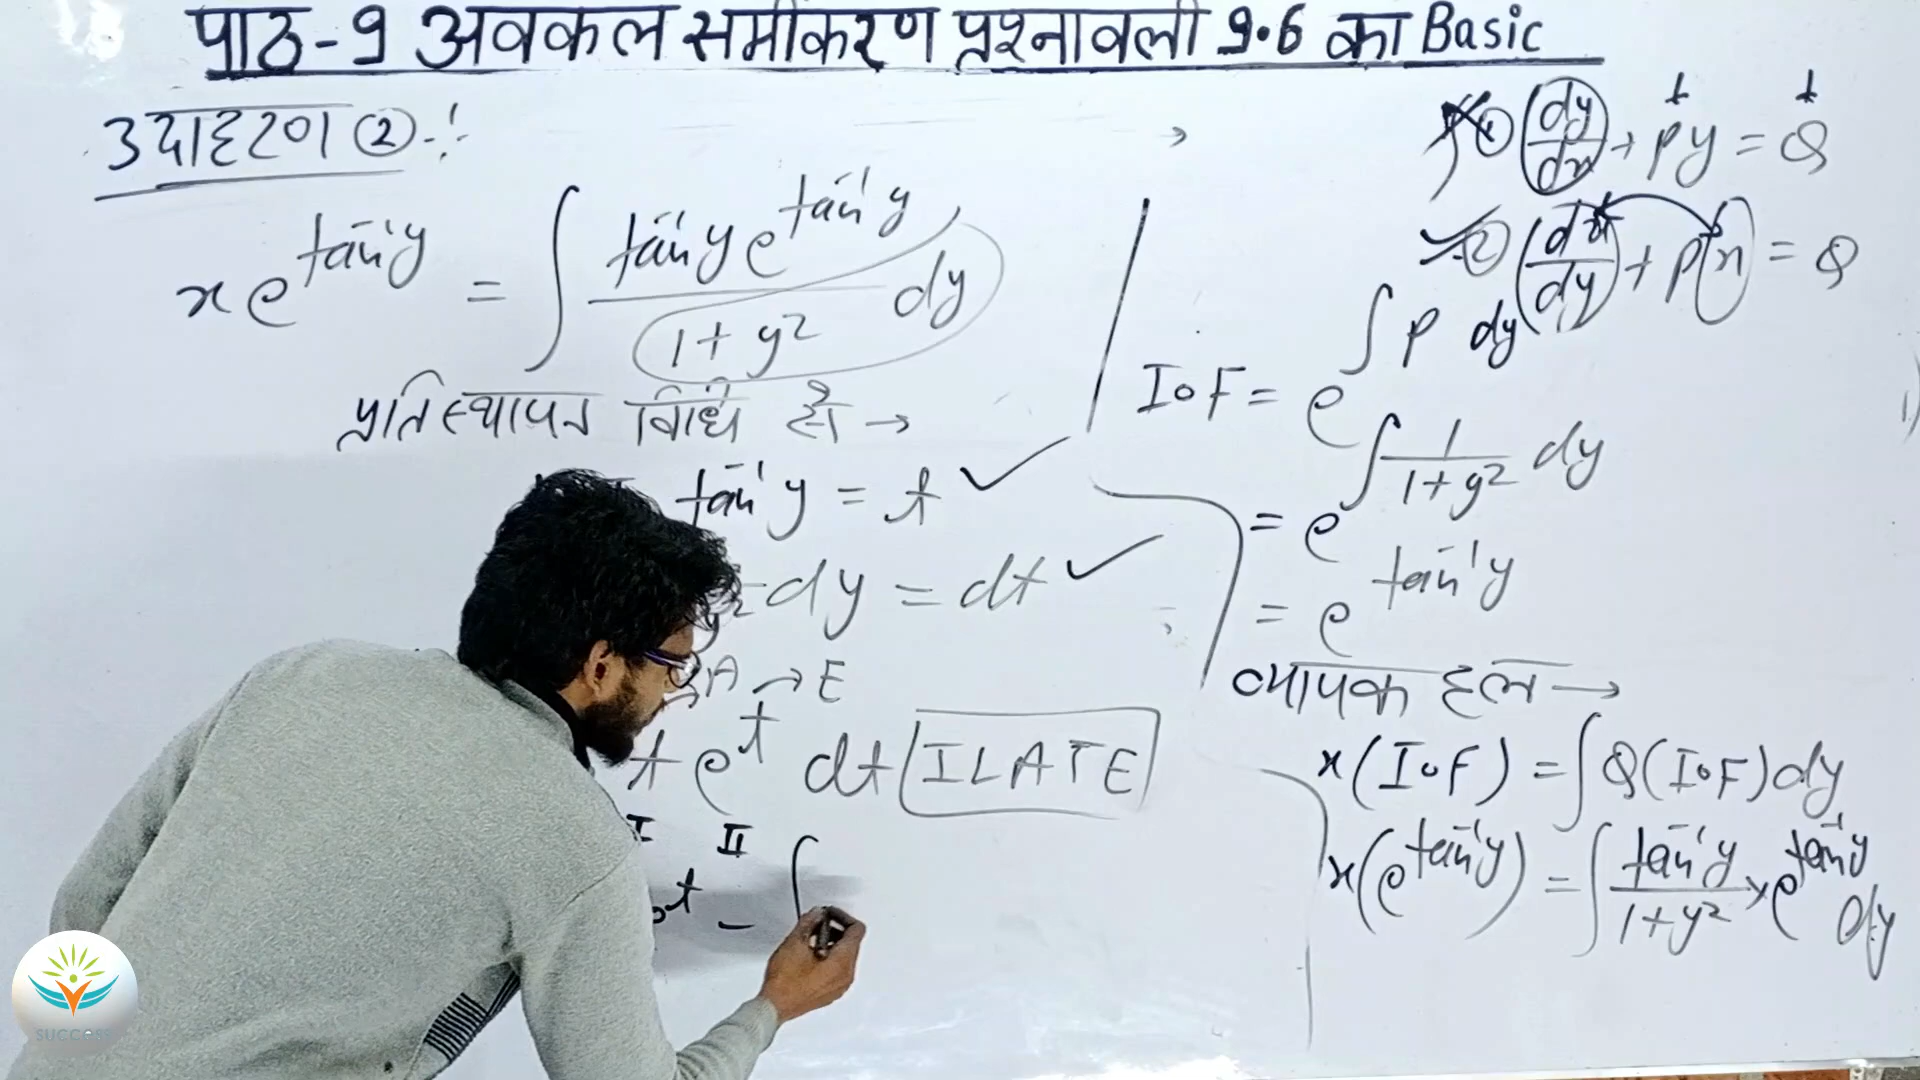 पाठ-9 अवकल समीकरण प्रश्नावली 9.6 का Basic
उदाहरण ② -:
x e^tan⁻¹y = ∫ tan⁻¹y e^tan⁻¹y / 1+y² dy
प्रतिस्थापन विधि से →
tan⁻¹y = t ✓
dy = dt ✓
A → E
t e^t dt ILATE
I II
t - ∫
① dy/dx + Py = Q
② dx/dy + P(x) = Q
I.F = e^∫P dy
= e^∫ 1/1+y² dy
= e^tan⁻¹y
व्यापक हल →
x(I.F) = ∫Q(I.F)dy
x(e^tan⁻¹y) = ∫ tan⁻¹y / 1+y² × e^tan⁻¹y dy
SUCCESS